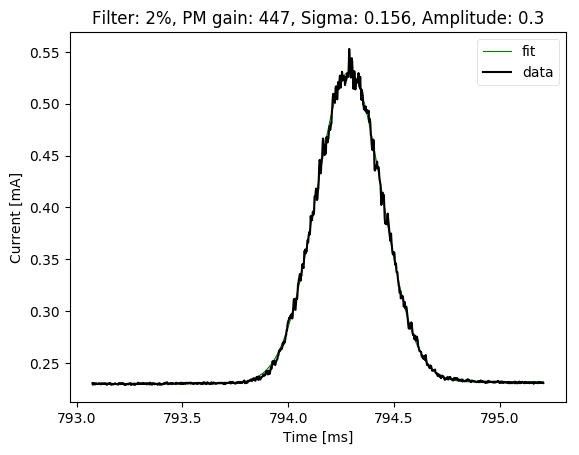 Filter: 2%, PM gain: 447, Sigma: 0.156, Amplitude: 0.3
fit
data
0.55
0.50
0.45
0.40
0.35
0.30
0.25
Current [mA]
793.0 793.5 794.0 794.5 795.0
Time [ms]